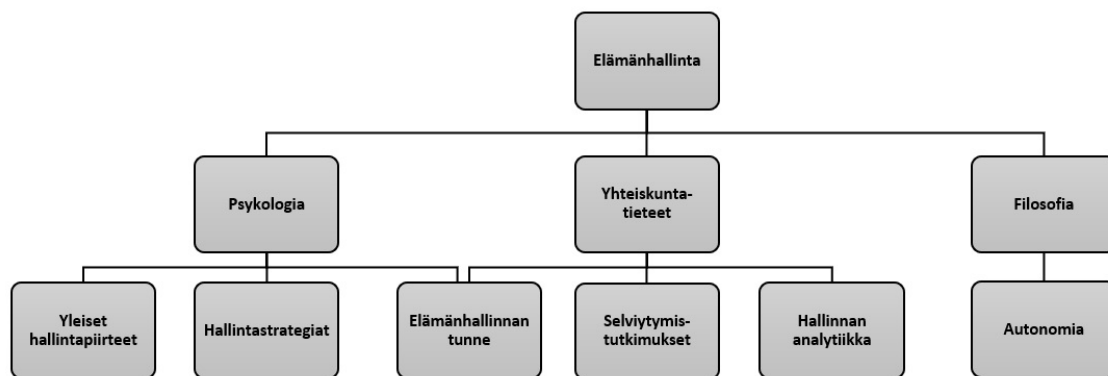 Elämänhallinta
Psykologia
Yhteiskunta-
tieteet
Filosofia
Yleiset
hallintapiirteet
Hallintastrategiat
Elämänhallinnan
tunne
Selviytymis-
tutkimukset
Hallinnan
analytiikka
Autonomia